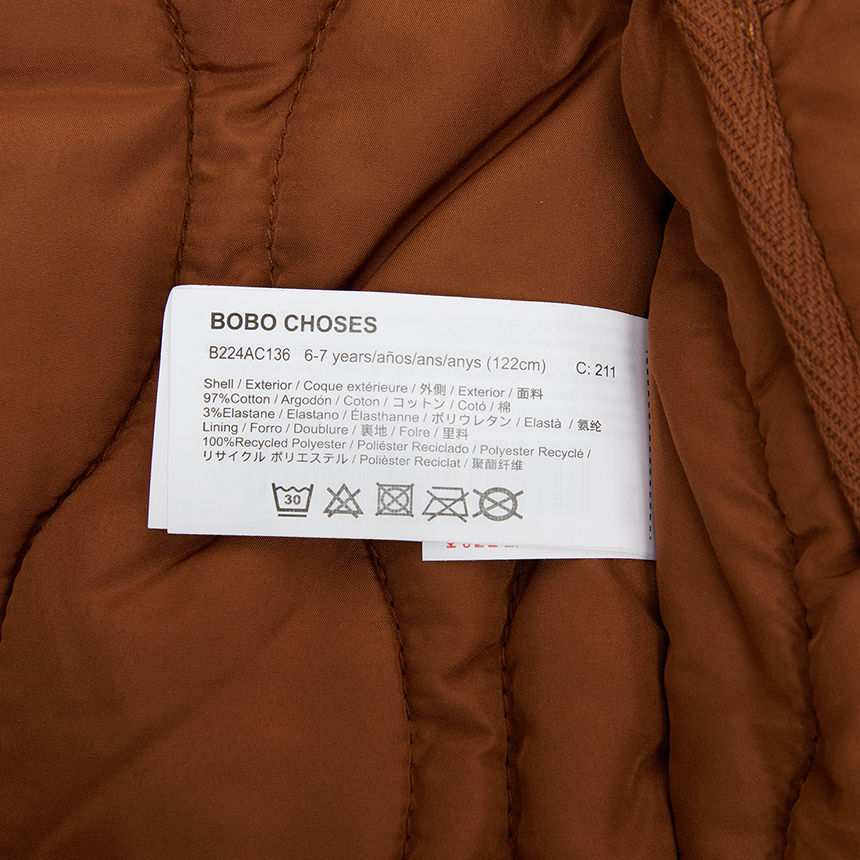 BOBO CHOSES
B224AC136 6-7 years/años/ans/anys (122cm) C: 211
Shell / Exterior / Coque extérieure / 外側 / Exterior / 面料
97%Cotton / Argodón / Coton / コットン / Cotó / 棉
3%Elastane / Elastano / Élasthanne / ポリウレタン / Elastà / 氨纶
Lining / Forro / Doublure / 裏地 / Folre / 里料
100%Recycled Polyester / Poliéster Reciclado / Polyester Recyclé /
リサイクル ポリエステル / Polièster Reciclat / 聚酯纤维
30